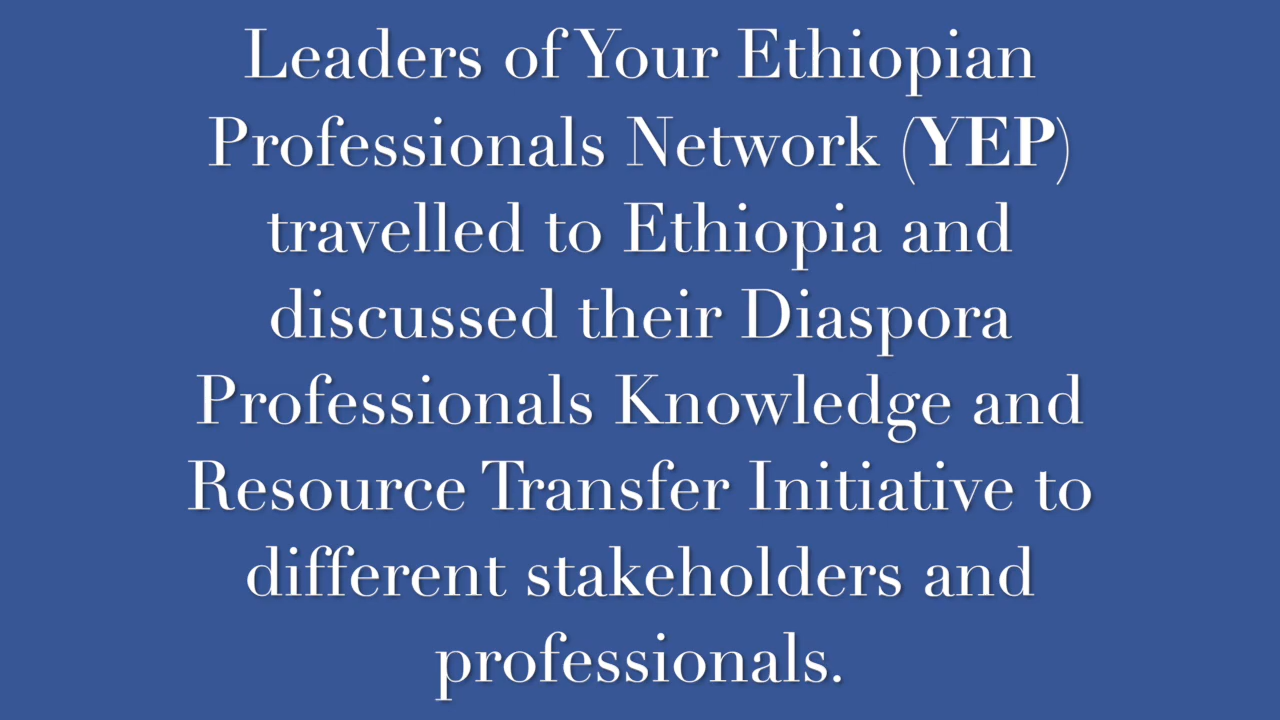 Leaders of Your Ethiopian
Professionals Network (YEP)
travelled to Ethiopia and
discussed their Diaspora
Professionals Knowledge and
Resource Transfer Initiative to
different stakeholders and
professionals.